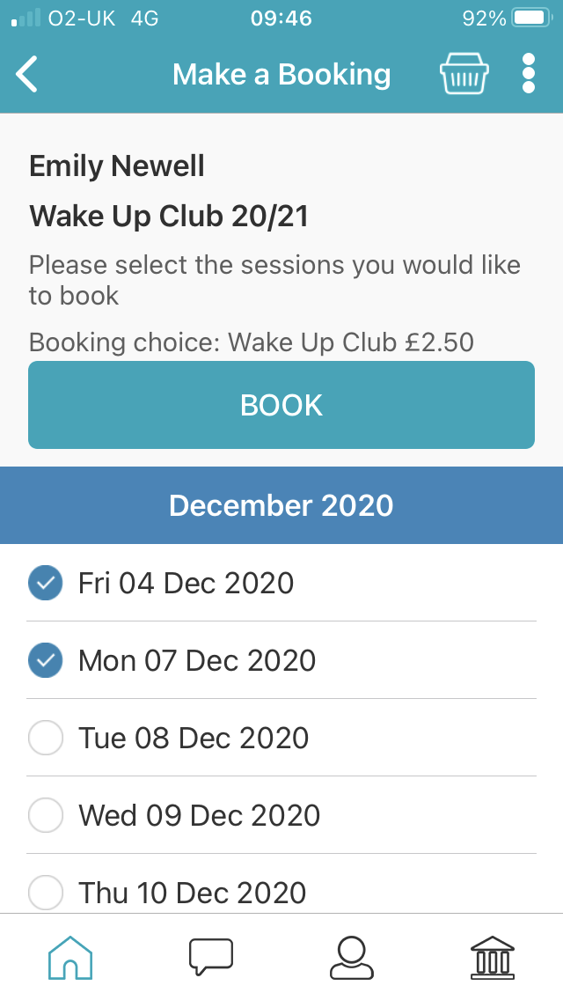 O2-UK 4G 09:46 92%
Make a Booking
Emily Newell
Wake Up Club 20/21
Please select the sessions you would like
to book
Booking choice: Wake Up Club £2.50
BOOK
December 2020
Fri 04 Dec 2020
Mon 07 Dec 2020
Tue 08 Dec 2020
Wed 09 Dec 2020
Thu 10 Dec 2020